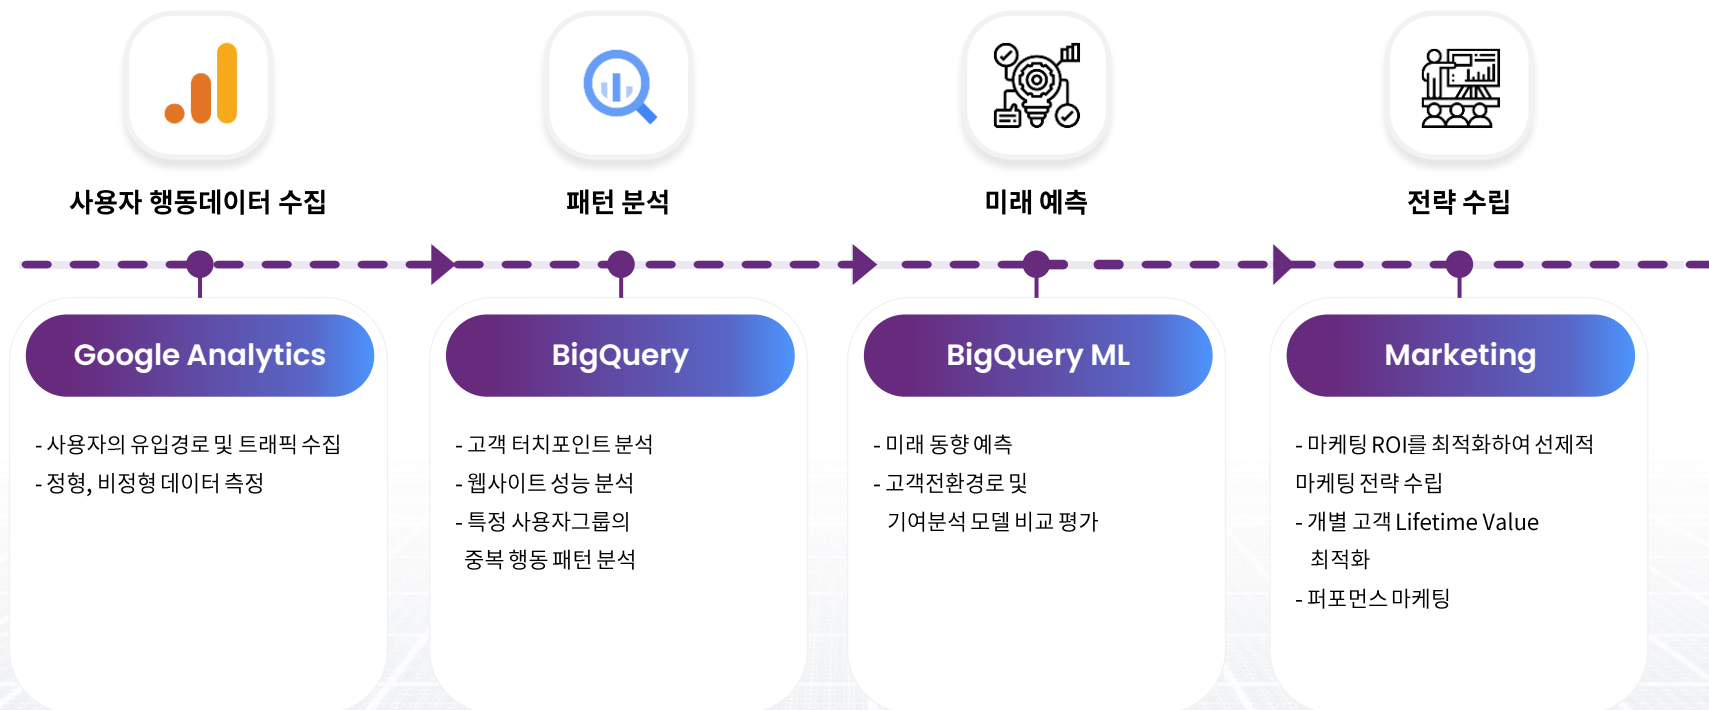 사용자 행동데이터 수집
패턴 분석
미래 예측
전략 수립
Google Analytics
- 사용자의 유입경로 및 트래픽 수집
- 정형, 비정형 데이터 측정
BigQuery
- 고객 터치포인트 분석
- 웹사이트 성능 분석
- 특정 사용자그룹의
중복 행동 패턴 분석
BigQuery ML
- 미래 동향 예측
- 고객전환경로 및
기여분석 모델 비교 평가
Marketing
- 마케팅 ROI를 최적화하여 선제적
마케팅 전략 수립
- 개별 고객 Lifetime Value
최적화
- 퍼포먼스 마케팅